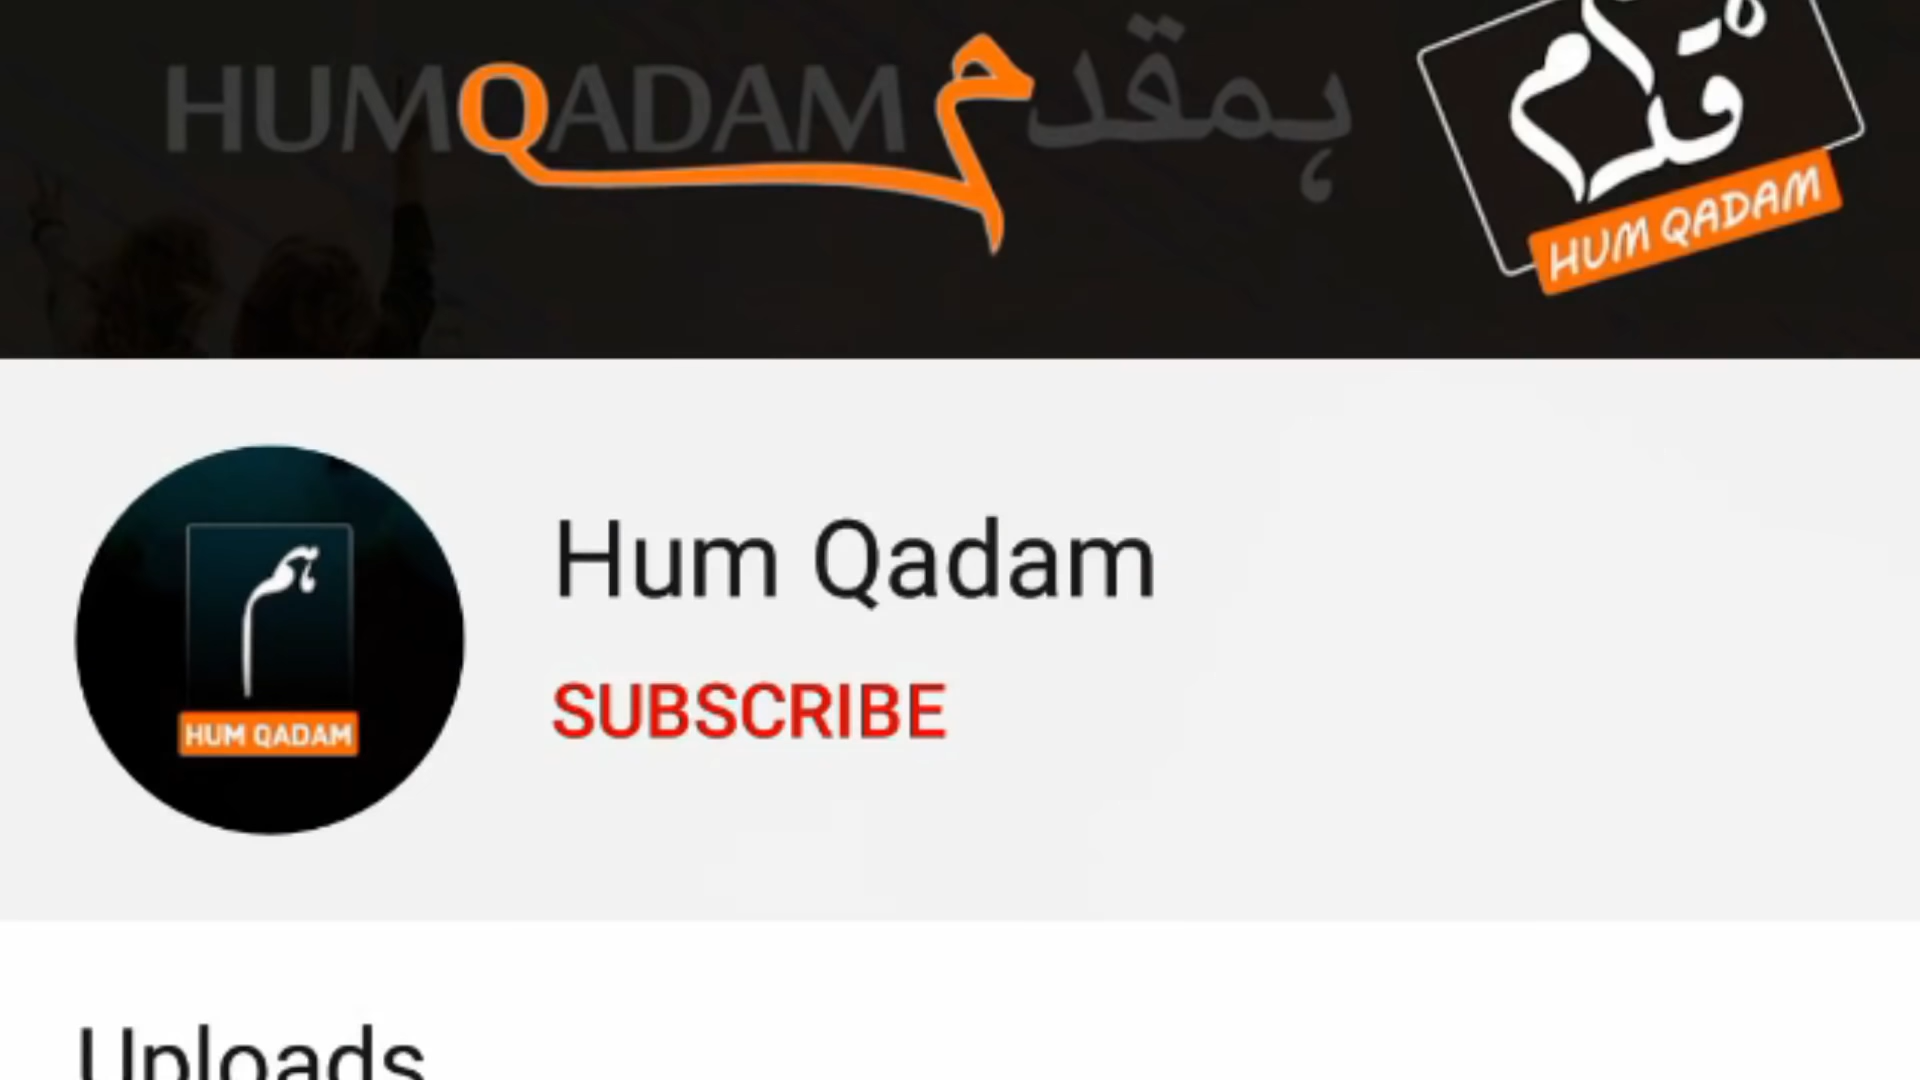 HUMQADAM ہمقدم
قدم
HUM QADAM
ہم
HUM QADAM
Hum Qadam
SUBSCRIBE
Uploads